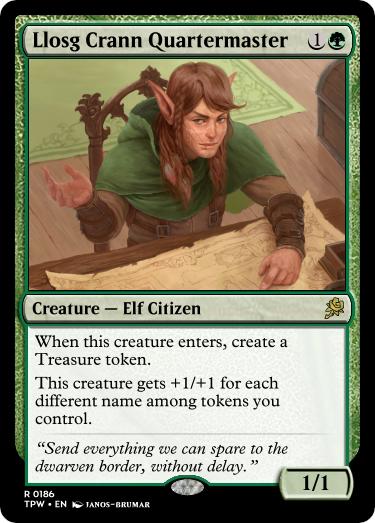 Llosg Crann Quartermaster 1
Creature — Elf Citizen
When this creature enters, create a
Treasure token.
This creature gets +1/+1 for each
different name among tokens you
control.
“Send everything we can spare to the
dwarven border, without delay.”
1/1
R 0186
TPW • EN JANOS-BRUMAR